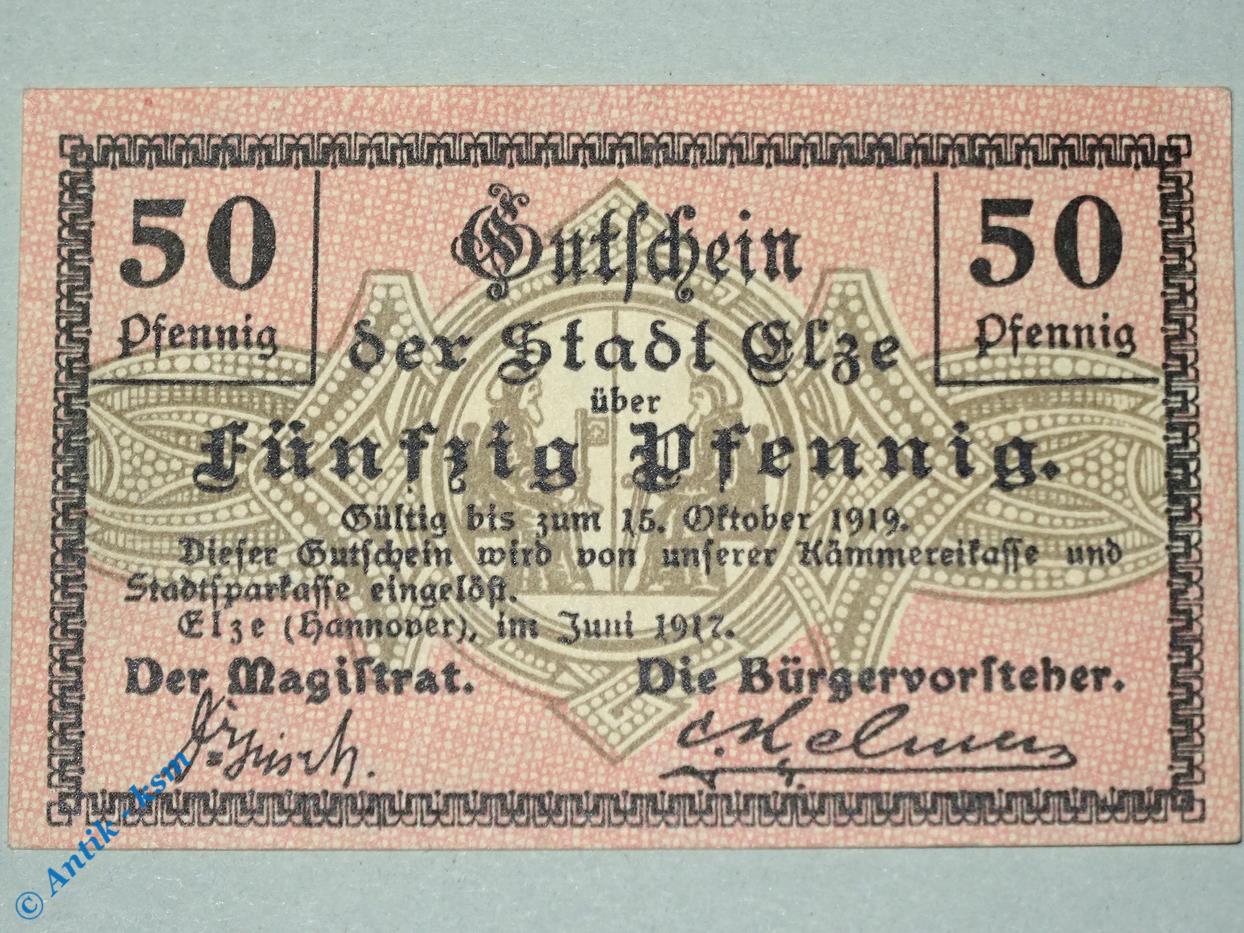 50
Pfennig
50
Pfennig
Gutschein
der Stadt Elze
über
Fünfzig Pfennig.
Gültig bis zum 15. Oktober 1919.
Dieser Gutschein wird von unserer Kämmereikasse und
Stadtsparkasse eingelöst.
Elze (Hannover), im Juni 1917.
Der Magistrat.
Die Bürgervorsteher.
© Antik-ksm